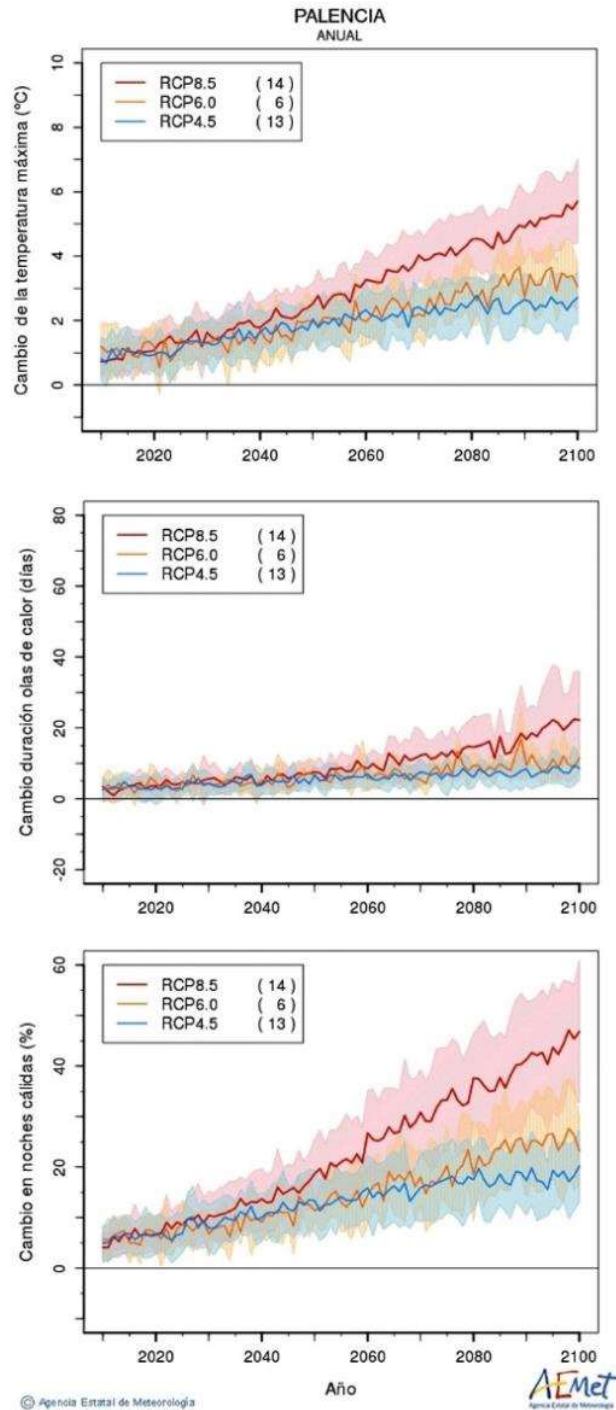 PALENCIA
ANUAL
Cambio de la temperatura máxima (ºC)
10
8
6
4
2
0
RCP8.5 ( 14 )
RCP6.0 ( 6 )
RCP4.5 ( 13 )
2020 2040 2060 2080 2100
Cambio duración olas de calor (días)
80
60
40
20
0
-20
RCP8.5 ( 14 )
RCP6.0 ( 6 )
RCP4.5 ( 13 )
2020 2040 2060 2080 2100
Cambio en noches cálidas (%)
60
40
20
0
RCP8.5 ( 14 )
RCP6.0 ( 6 )
RCP4.5 ( 13 )
2020 2040 2060 2080 2100
Año
© Agencia Estatal de Meteorología
AEMet
Agencia Estatal de Meteorología